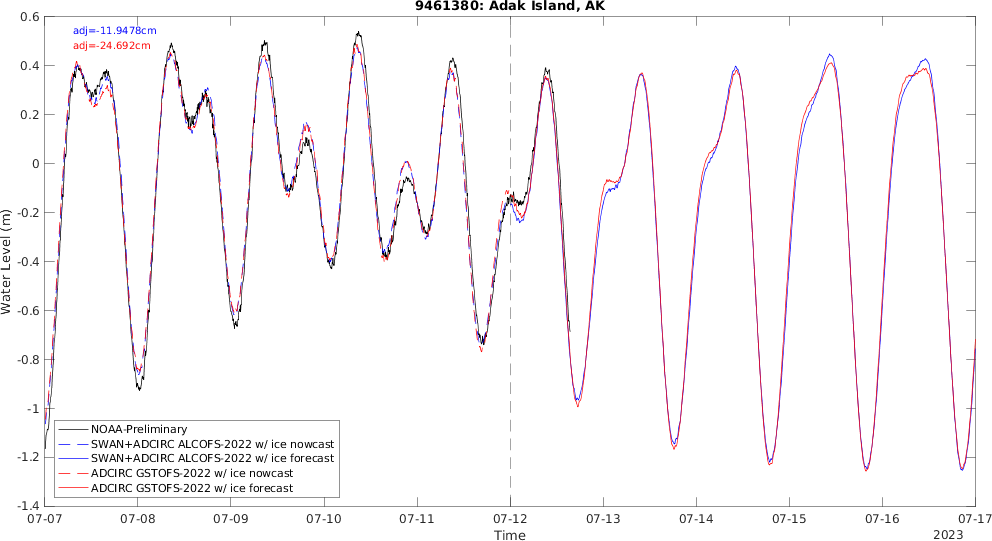 9461380: Adak Island, AK
adj=-11.9478cm
adj=-24.692cm
0.6
0.4
0.2
0
-0.2
-0.4
-0.6
-0.8
-1
-1.2
-1.4
Water Level (m)
NOAA-Preliminary
SWAN+ADCIRC ALCOFS-2022 w/ ice nowcast
SWAN+ADCIRC ALCOFS-2022 w/ ice forecast
ADCIRC GSTOFS-2022 w/ ice nowcast
ADCIRC GSTOFS-2022 w/ ice forecast
07-07 07-08 07-09 07-10 07-11 07-12 07-13 07-14 07-15 07-16 07-17
Time
2023